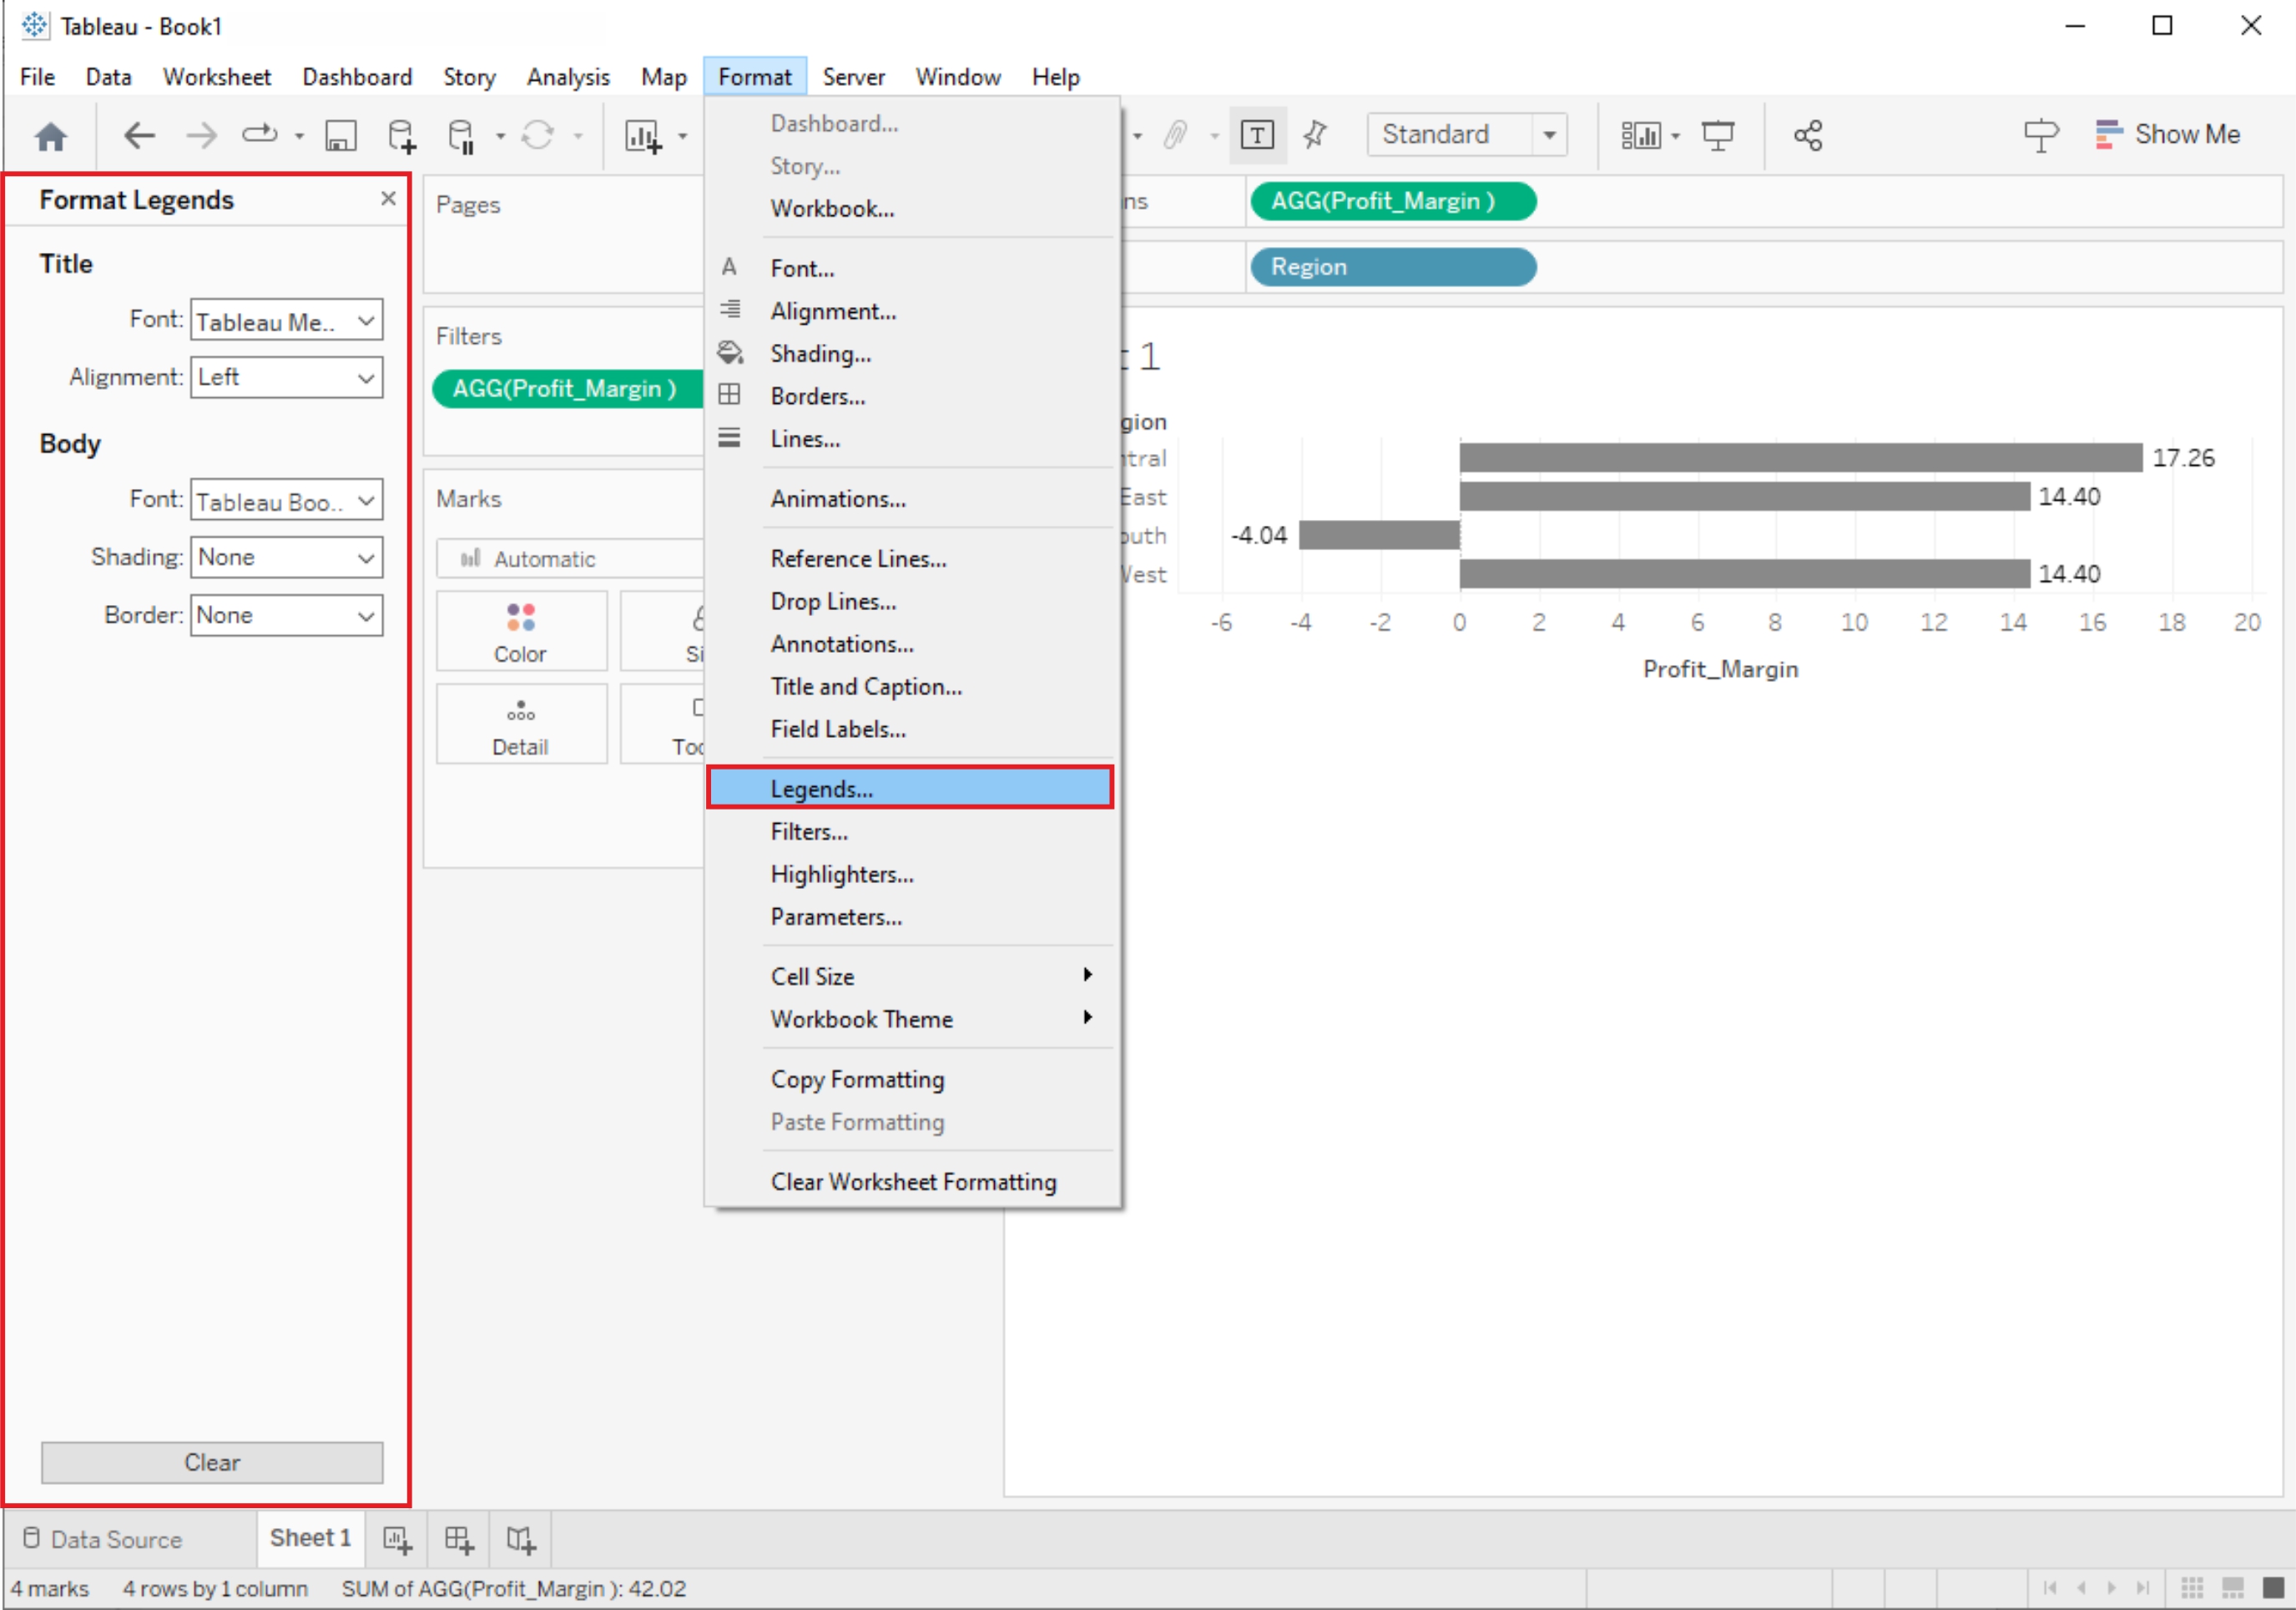 Tableau - Book1
File Data Worksheet Dashboard Story Analysis Map Format Server Window Help
Standard
Show Me
Format Legends
Title
Font: Tableau Me..
Alignment: Left
Body
Font: Tableau Boo..
Shading: None
Border: None
Clear
Pages
Filters
AGG(Profit_Margin )
Marks
Automatic
Color
Si
Detail
Too
Dashboard...
Story...
Workbook...
A Font...
Alignment...
Shading...
Borders...
Lines...
Animations...
Reference Lines...
Drop Lines...
Annotations...
Title and Caption...
Field Labels...
Legends...
Filters...
Highlighters...
Parameters...
Cell Size
Workbook Theme
Copy Formatting
Paste Formatting
Clear Worksheet Formatting
ns AGG(Profit_Margin )
Region
t 1
gion
ntral 17.26
East 14.40
outh -4.04
West 14.40
-6 -4 -2 0 2 4 6 8 10 12 14 16 18 20
Profit_Margin
Data Source Sheet 1
4 marks 4 rows by 1 column SUM of AGG(Profit_Margin ): 42.02